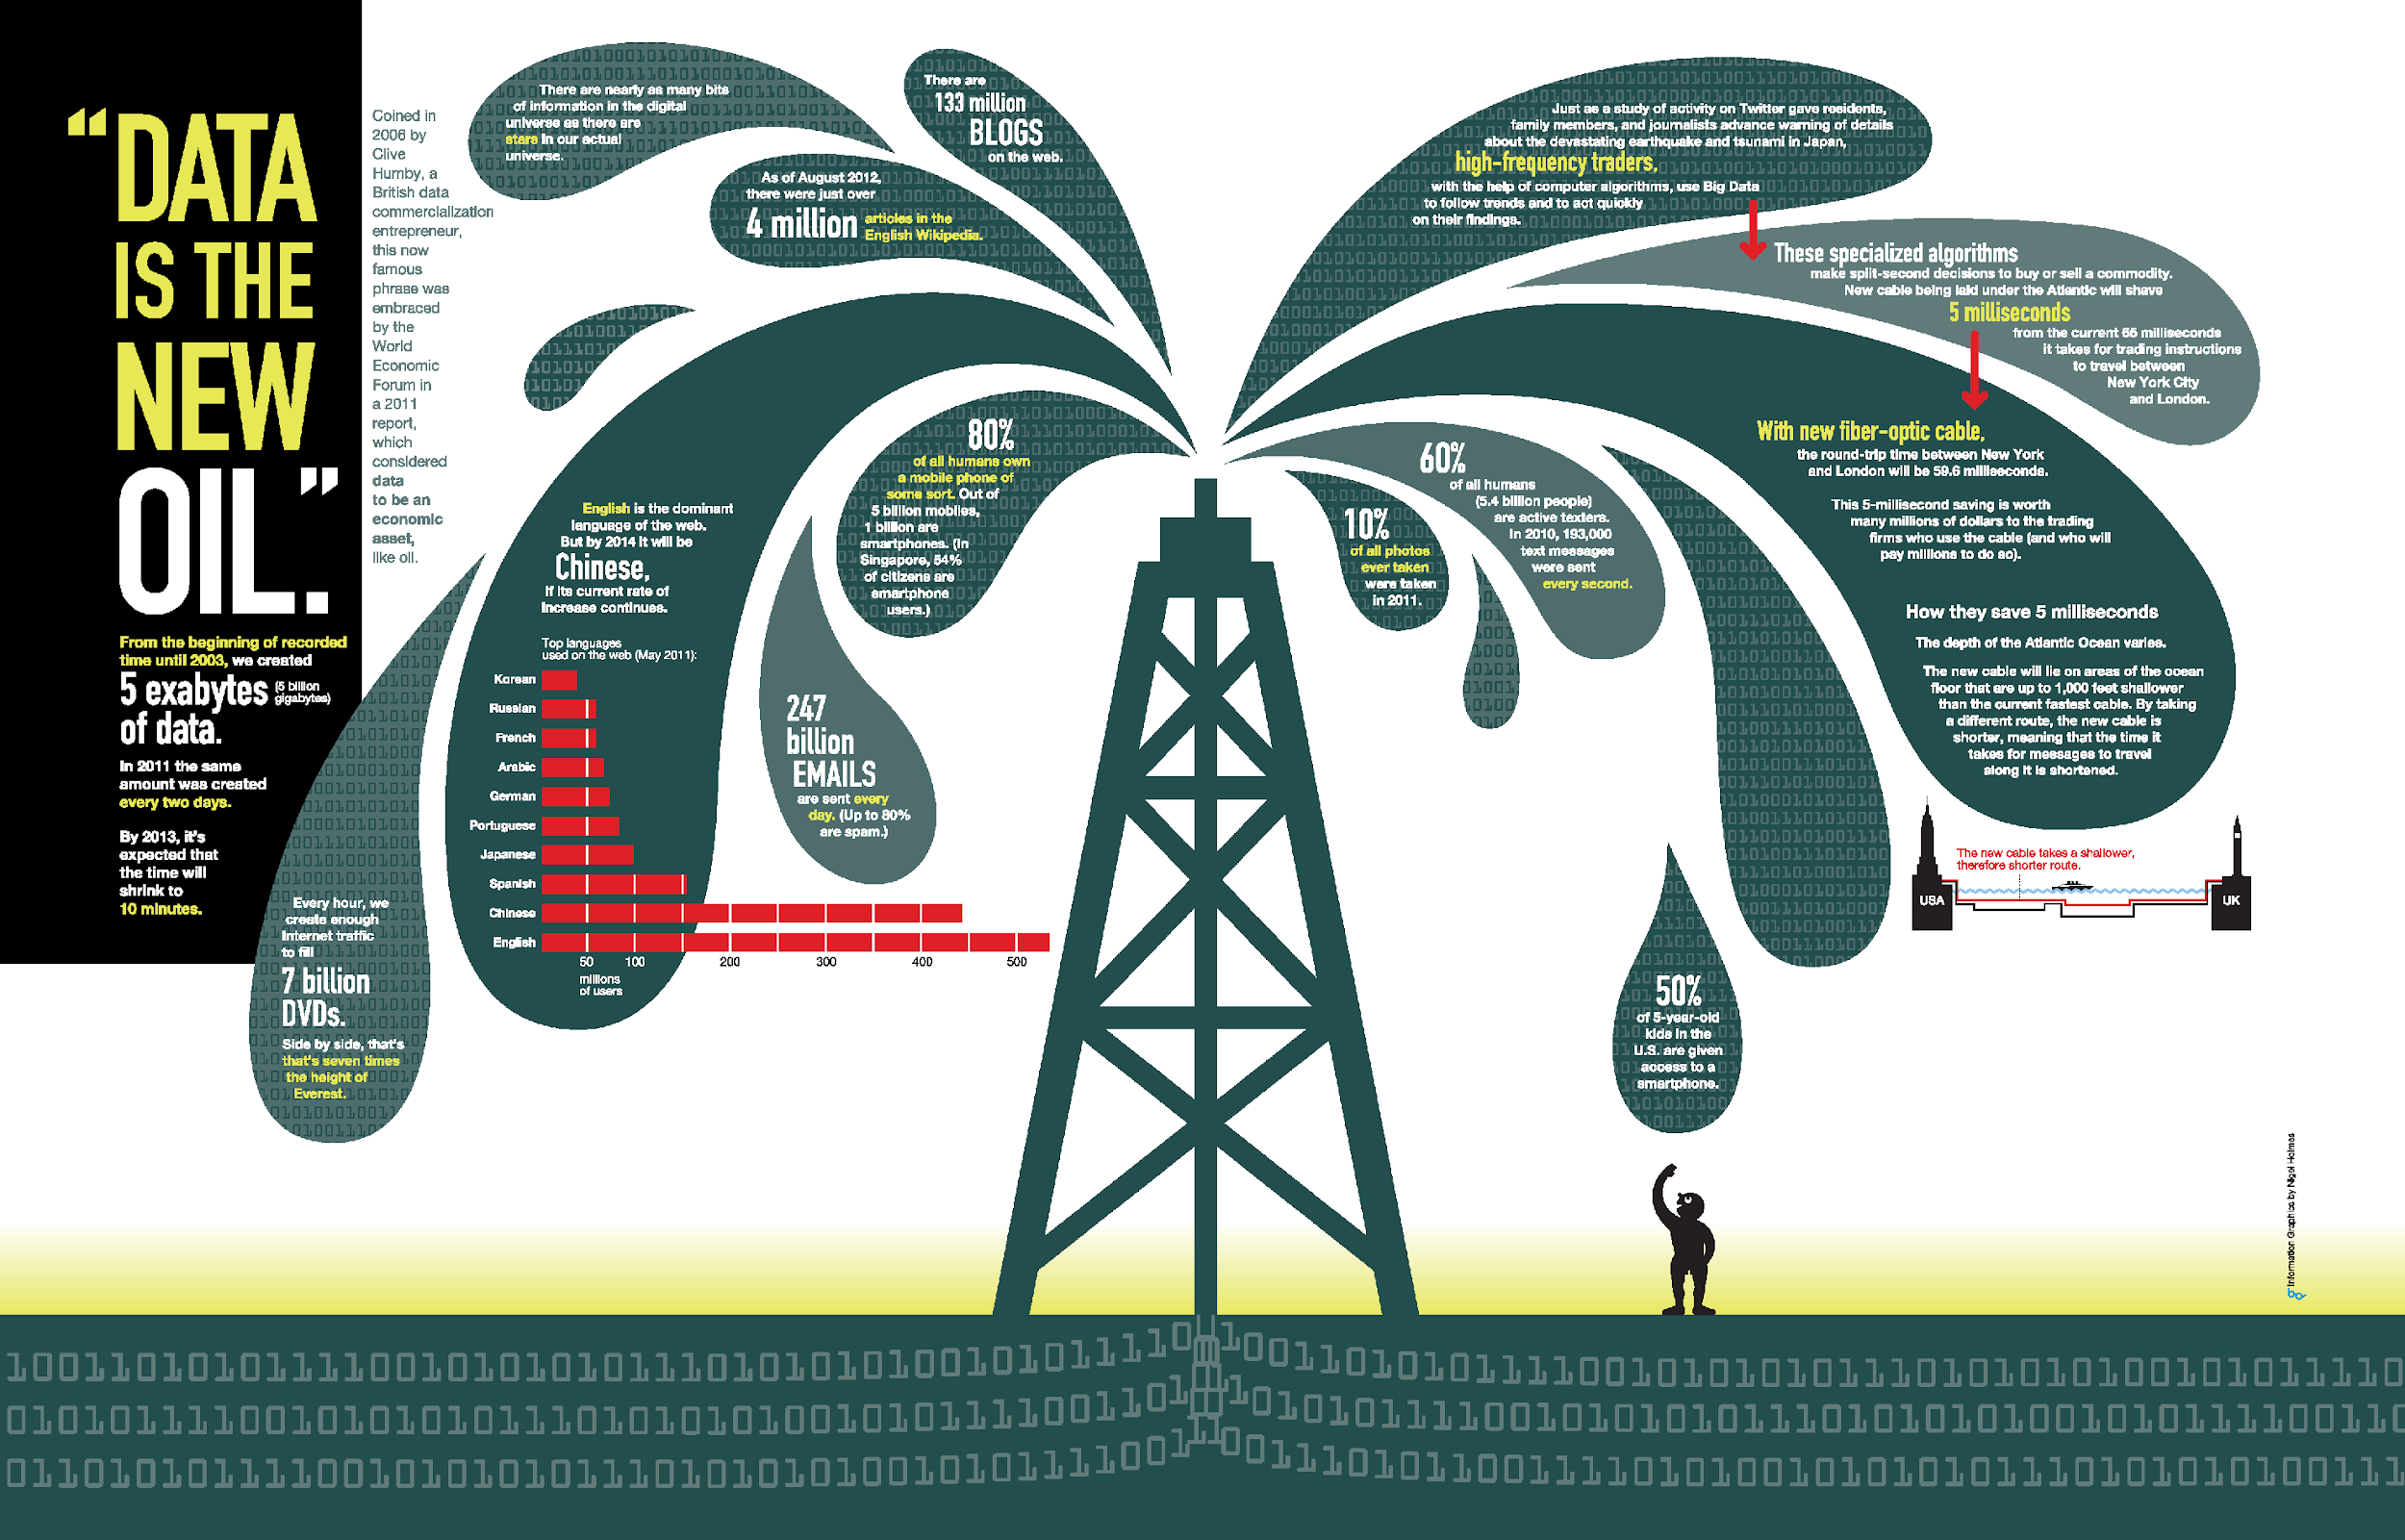 “DATA
IS THE
NEW
OIL.”
From the beginning of recorded
time until 2003, we created
5 exabytes (5 billion
gigabytes)
of data.
In 2011 the same
amount was created
every two days.
By 2013, it's
expected that
the time will
shrink to
10 minutes.
Coined in
2006 by
Clive
Humby, a
British data
commercialization
entrepreneur,
this now
famous
phrase was
embraced
by the
World
Economic
Forum in
a 2011
report,
which
considered
data
to be an
economic
asset,
like oil.
Every hour, we
create enough
Internet traffic
to fill
7 billion
DVDs.
Side by side, that's
that's seven times
the height of
Everest.
There are nearly as many bits
of information in the digital
universe as there are
stars in our actual
universe.
As of August 2012,
there were just over
4 million articles in the
English Wikipedia.
There are
133 million
BLOGS
on the web.
English is the dominant
language of the web.
But by 2014 it will be
Chinese,
if its current rate of
increase continues.
Top languages
used on the web (May 2011):
Korean
Russian
French
Arabic
German
Portuguese
Japanese
Spanish
Chinese
English
50 100 200 300 400 500
millions
of users
80%
of all humans own
a mobile phone of
some sort. Out of
5 billion mobiles,
1 billion are
smartphones. (In
Singapore, 54%
of citizens are
smartphone
users.)
247
billion
EMAILS
are sent every
day. (Up to 80%
are spam.)
Just as a study of activity on Twitter gave residents,
family members, and journalists advance warning of details
about the devastating earthquake and tsunami in Japan,
high-frequency traders,
with the help of computer algorithms, use Big Data
to follow trends and to act quickly
on their findings.
These specialized algorithms
make split-second decisions to buy or sell a commodity.
New cable being laid under the Atlantic will shave
5 milliseconds
from the current 65 milliseconds
it takes for trading instructions
to travel between
New York City
and London.
With new fiber-optic cable,
the round-trip time between New York
and London will be 59.6 milliseconds.
This 5-millisecond saving is worth
many millions of dollars to the trading
firms who use the cable (and who will
pay millions to do so).
How they save 5 milliseconds
The depth of the Atlantic Ocean varies.
The new cable will lie on areas of the ocean
floor that are up to 1,000 feet shallower
than the current fastest cable. By taking
a different route, the new cable is
shorter, meaning that the time it
takes for messages to travel
along it is shortened.
The new cable takes a shallower,
therefore shorter route.
USA
UK
10%
of all photos
ever taken
were taken
in 2011.
60%
of all humans
(5.4 billion people)
are active texters.
In 2010, 193,000
text messages
were sent
every second.
50%
of 5-year-old
kids in the
U.S. are given
access to a
smartphone.
Information Graphics by Nigel Holmes